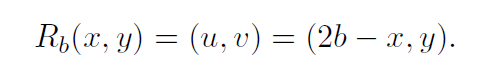 R_b(x, y) = (u, v) = (2b − x, y).